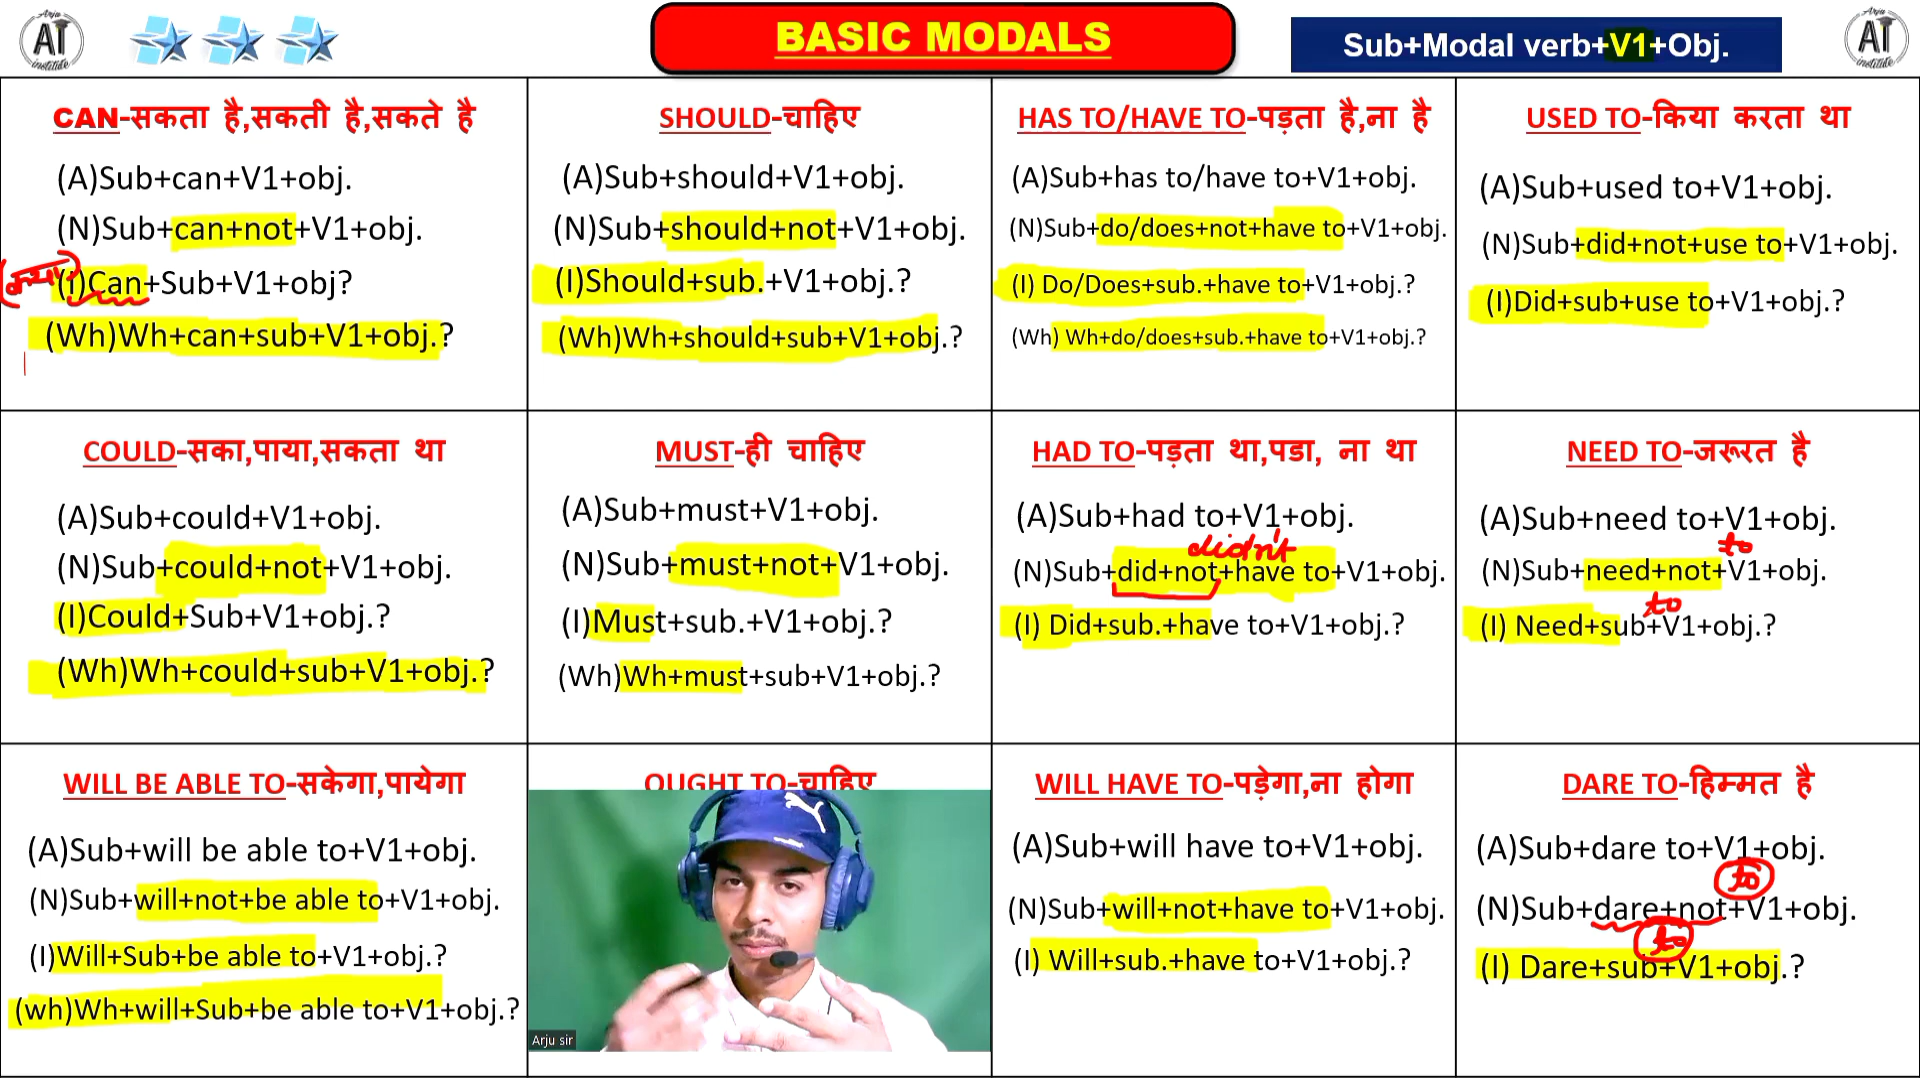 Arju
AT
institute
BASIC MODALS
Sub+Modal verb+V1+Obj.
Arju
AT
institute
CAN-सकता है,सकती है,सकते है
(A)Sub+can+V1+obj.
(N)Sub+can+not+V1+obj.
(I)Can+Sub+V1+obj?
(Wh)Wh+can+sub+V1+obj.?
SHOULD-चाहिए
(A)Sub+should+V1+obj.
(N)Sub+should+not+V1+obj.
(I)Should+sub.+V1+obj.?
(Wh)Wh+should+sub+V1+obj.?
HAS TO/HAVE TO-पड़ता है,ना है
(A)Sub+has to/have to+V1+obj.
(N)Sub+do/does+not+have to+V1+obj.
(I) Do/Does+sub.+have to+V1+obj.?
(Wh) Wh+do/does+sub.+have to+V1+obj.?
USED TO-किया करता था
(A)Sub+used to+V1+obj.
(N)Sub+did+not+use to+V1+obj.
(I)Did+sub+use to+V1+obj.?
COULD-सका,पाया,सकता था
(A)Sub+could+V1+obj.
(N)Sub+could+not+V1+obj.
(I)Could+Sub+V1+obj.?
(Wh)Wh+could+sub+V1+obj.?
MUST-ही चाहिए
(A)Sub+must+V1+obj.
(N)Sub+must+not+V1+obj.
(I)Must+sub.+V1+obj.?
(Wh)Wh+must+sub+V1+obj.?
HAD TO-पड़ता था,पडा, ना था
(A)Sub+had to+V1+obj.
didn't
(N)Sub+did+not+have to+V1+obj.
(I) Did+sub.+have to+V1+obj.?
NEED TO-जरूरत है
(A)Sub+need to+V1+obj.
to
(N)Sub+need+not+V1+obj.
to
(I) Need+sub+V1+obj.?
WILL BE ABLE TO-सकेगा,पायेगा
(A)Sub+will be able to+V1+obj.
(N)Sub+will+not+be able to+V1+obj.
(I)Will+Sub+be able to+V1+obj.?
(wh)Wh+will+Sub+be able to+V1+obj.?
OUGHT TO-चाहिए
Arju sir
WILL HAVE TO-पड़ेगा,ना होगा
(A)Sub+will have to+V1+obj.
(N)Sub+will+not+have to+V1+obj.
(I) Will+sub.+have to+V1+obj.?
DARE TO-हिम्मत है
(A)Sub+dare to+V1+obj.
to
(N)Sub+dare+not+V1+obj.
to
(I) Dare+sub+V1+obj.?